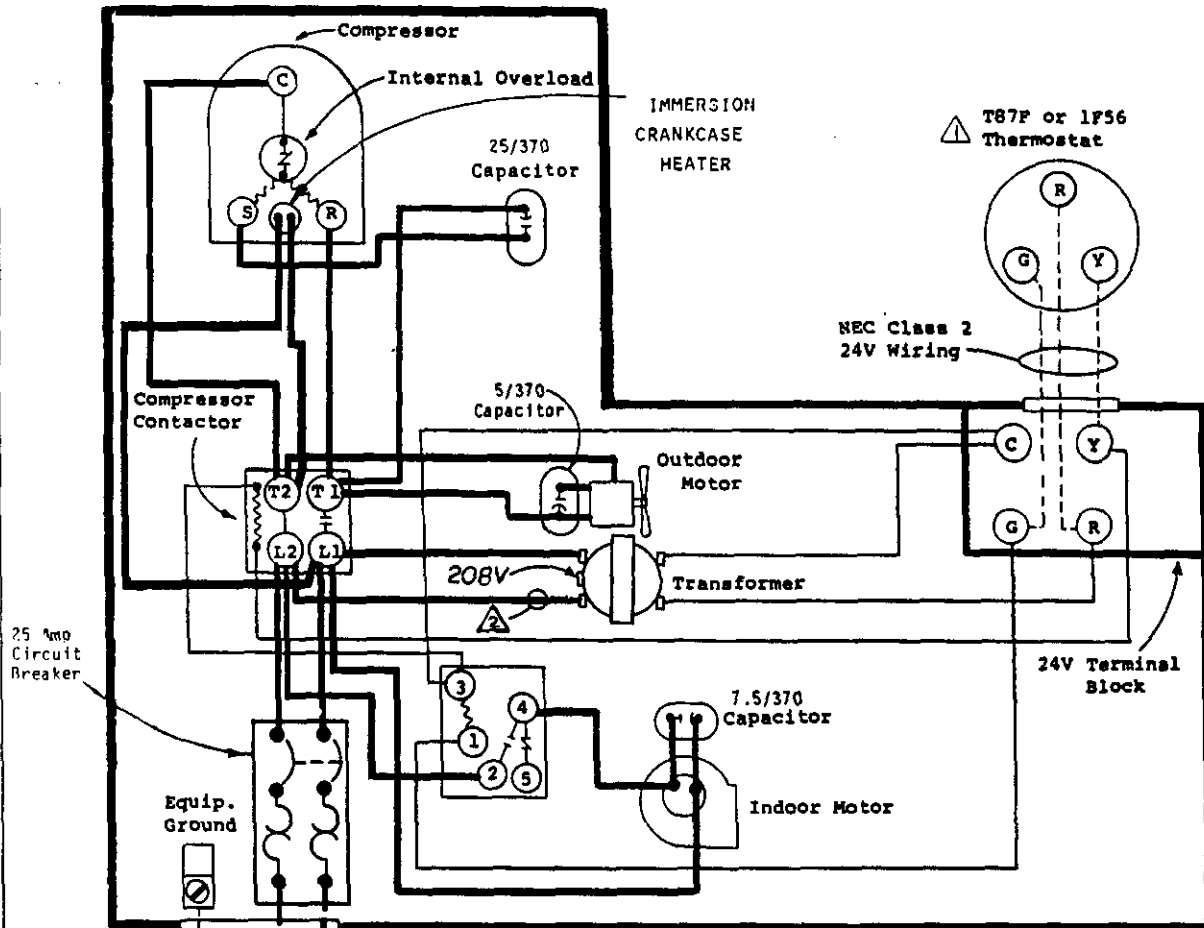 Compressor
C
Internal Overload
IMMERSION
CRANKCASE
HEATER
25/370
Capacitor
S
R
1
T87F or 1F56
Thermostat
R
G
Y
NEC Class 2
24V Wiring
Compressor
Contactor
5/370
Capacitor
C
Y
Outdoor
Motor
T2
T1
G
R
L2
L1
208V
Transformer
2
25 Amp
Circuit
Breaker
24V Terminal
Block
3
4
1
2
5
7.5/370
Capacitor
Equip.
Ground
Indoor Motor